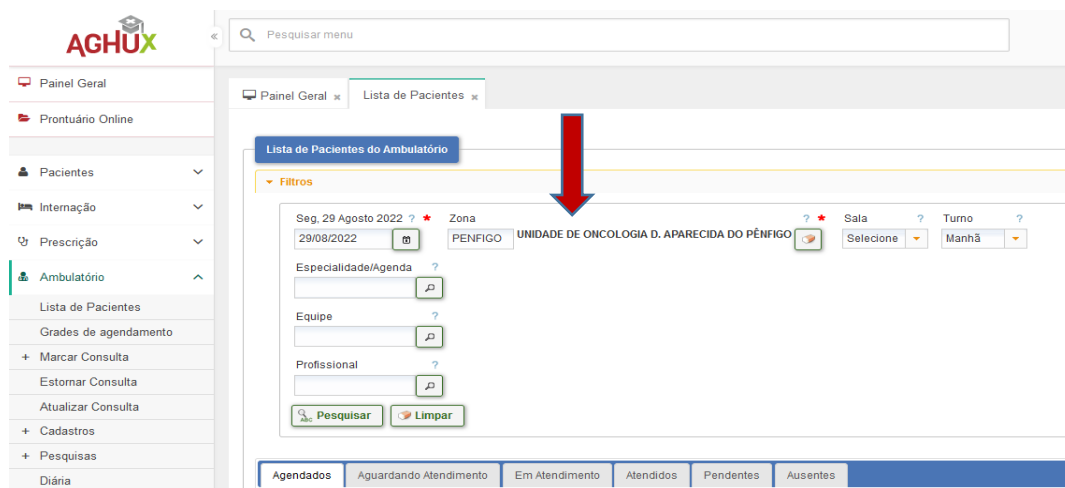 AGHUX
«
Pesquisar menu
Painel Geral
Prontuário Online
Pacientes
Internação
Prescrição
Ambulatório
Lista de Pacientes
Grades de agendamento
+ Marcar Consulta
Estornar Consulta
Atualizar Consulta
+ Cadastros
+ Pesquisas
Diária
Painel Geral x Lista de Pacientes x
Lista de Pacientes do Ambulatório
Filtros
Seg, 29 Agosto 2022 ? * Zona ? * Sala ? Turno ?
29/08/2022 PENFIGO UNIDADE DE ONCOLOGIA D. APARECIDA DO PÊNFIGO Selecione Manhã
Especialidade/Agenda ?
Equipe ?
Profissional ?
ABC Pesquisar Limpar
Agendados Aguardando Atendimento Em Atendimento Atendidos Pendentes Ausentes